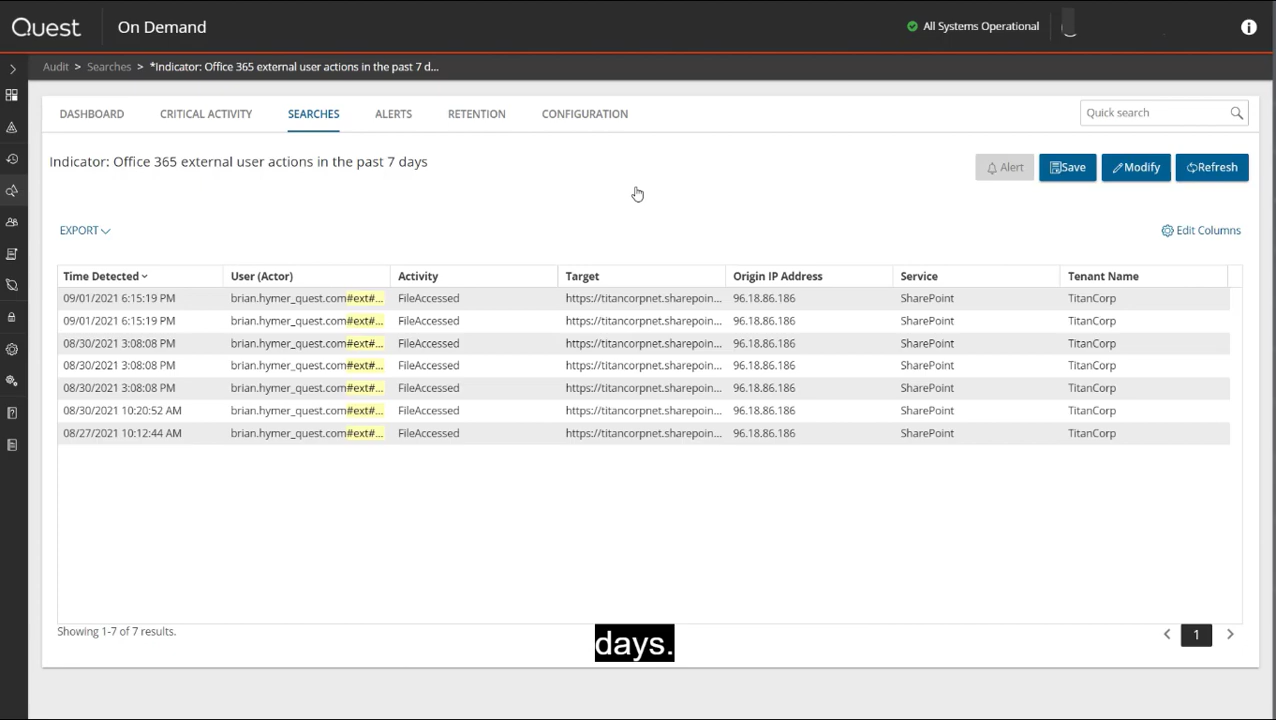 Quest On Demand All Systems Operational
Audit > Searches > *Indicator: Office 365 external user actions in the past 7 d...
DASHBOARD CRITICAL ACTIVITY SEARCHES ALERTS RETENTION CONFIGURATION Quick search
Indicator: Office 365 external user actions in the past 7 days
Alert Save Modify Refresh
EXPORT Edit Columns
Time Detected User (Actor) Activity Target Origin IP Address Service Tenant Name
09/01/2021 6:15:19 PM brian.hymer_quest.com#ext#... FileAccessed https://titancorpnet.sharepoin... 96.18.86.186 SharePoint TitanCorp
09/01/2021 6:15:19 PM brian.hymer_quest.com#ext#... FileAccessed https://titancorpnet.sharepoin... 96.18.86.186 SharePoint TitanCorp
08/30/2021 3:08:08 PM brian.hymer_quest.com#ext#... FileAccessed https://titancorpnet.sharepoin... 96.18.86.186 SharePoint TitanCorp
08/30/2021 3:08:08 PM brian.hymer_quest.com#ext#... FileAccessed https://titancorpnet.sharepoin... 96.18.86.186 SharePoint TitanCorp
08/30/2021 3:08:08 PM brian.hymer_quest.com#ext#... FileAccessed https://titancorpnet.sharepoin... 96.18.86.186 SharePoint TitanCorp
08/30/2021 10:20:52 AM brian.hymer_quest.com#ext#... FileAccessed https://titancorpnet.sharepoin... 96.18.86.186 SharePoint TitanCorp
08/27/2021 10:12:44 AM brian.hymer_quest.com#ext#... FileAccessed https://titancorpnet.sharepoin... 96.18.86.186 SharePoint TitanCorp
Showing 1-7 of 7 results. 1
days.